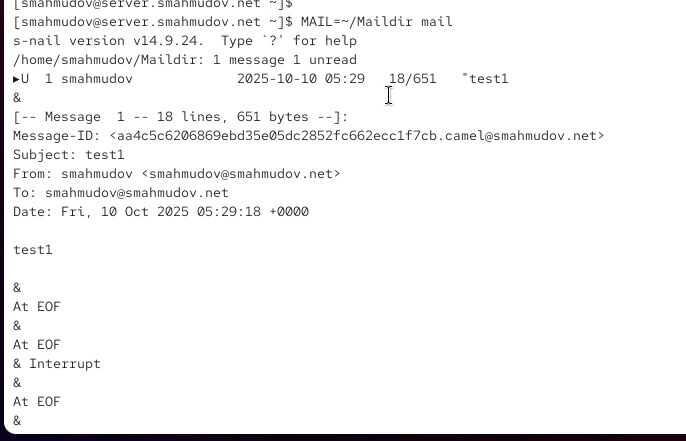 [smahmudov@server.smahmudov.net ~]$
[smahmudov@server.smahmudov.net ~]$ MAIL=~/Maildir mail
s-nail version v14.9.24.  Type `?' for help
/home/smahmudov/Maildir: 1 message 1 unread
▸U  1 smahmudov             2025-10-10 05:29   18/651   "test1
&
[-- Message  1 -- 18 lines, 651 bytes --]:
Message-ID: <aa4c5c6206869ebd35e05dc2852fc662ecc1f7cb.camel@smahmudov.net>
Subject: test1
From: smahmudov <smahmudov@smahmudov.net>
To: smahmudov@smahmudov.net
Date: Fri, 10 Oct 2025 05:29:18 +0000

test1

&
At EOF
&
At EOF
& Interrupt
&
At EOF
&